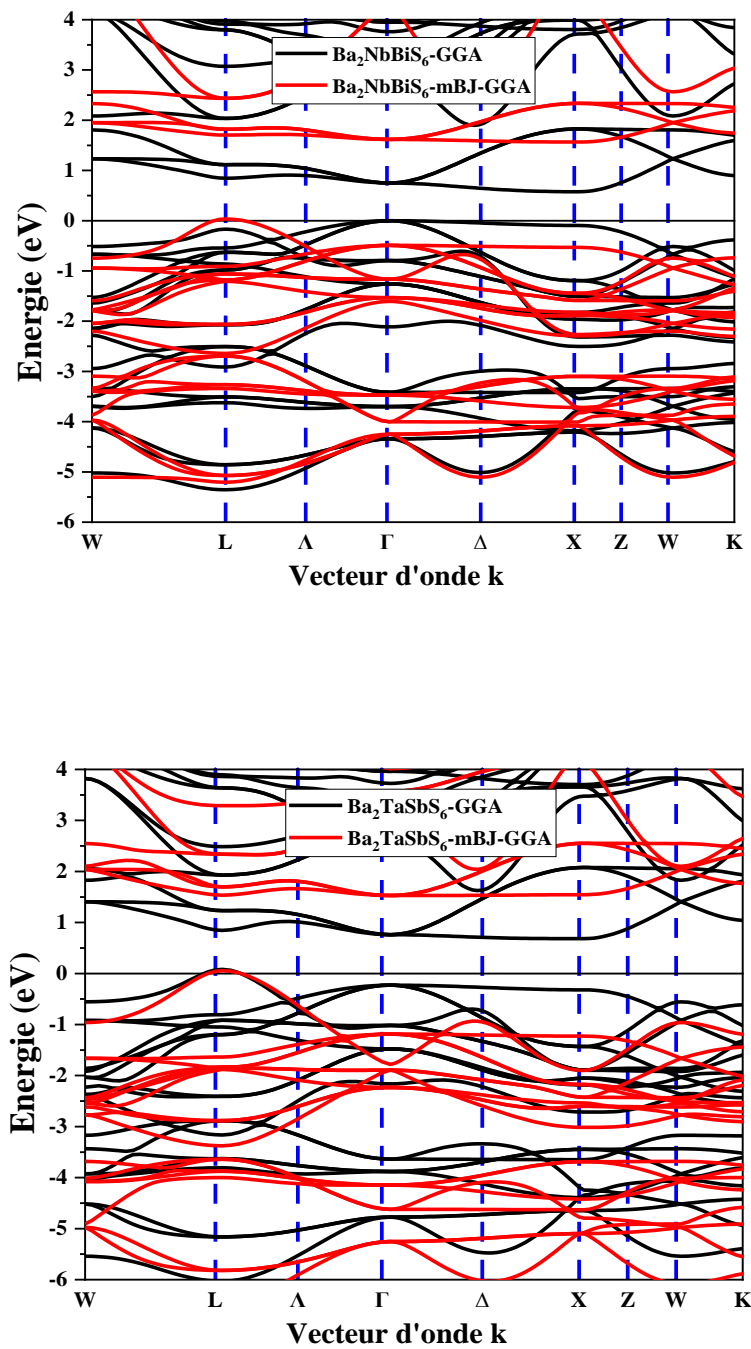 4
3
2
1
0
-1
-2
-3
-4
-5
-6
Energie (eV)
Ba₂NbBiS₆-GGA
Ba₂NbBiS₆-mBJ-GGA
W L Λ Γ Δ X Z W K
Vecteur d'onde k
4
3
2
1
0
-1
-2
-3
-4
-5
-6
Energie (eV)
Ba₂TaSbS₆-GGA
Ba₂TaSbS₆-mBJ-GGA
W L Λ Γ Δ X Z W K
Vecteur d'onde k